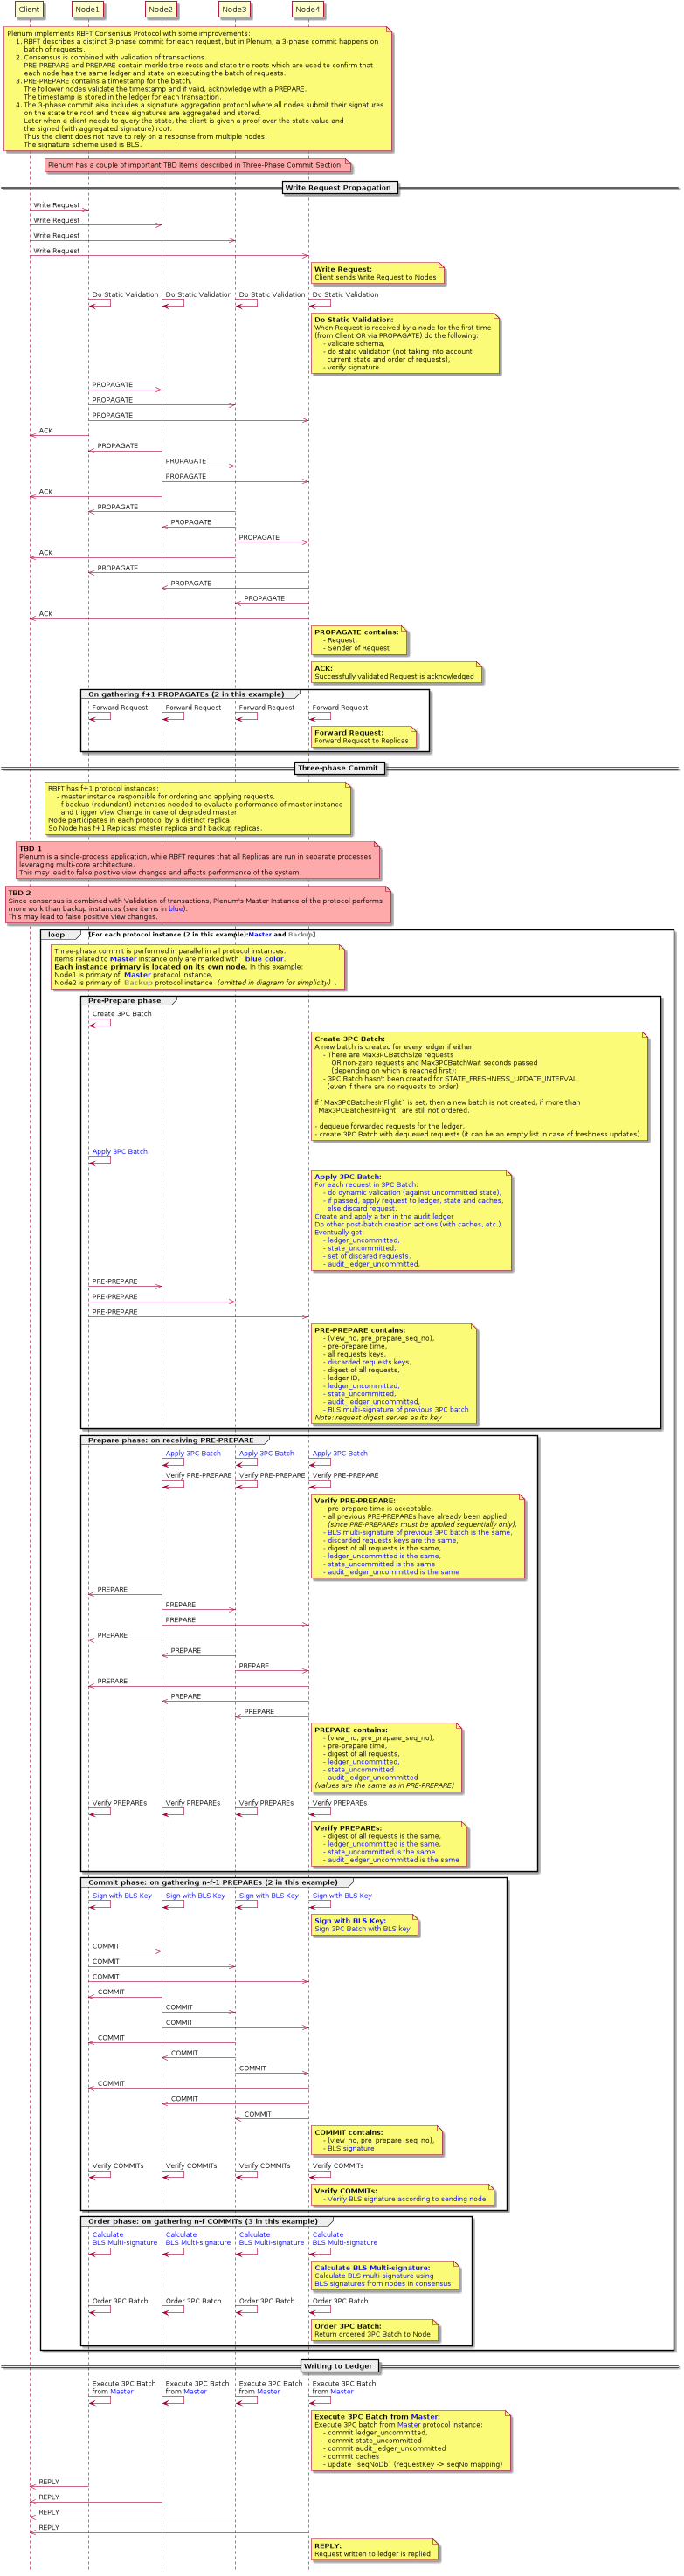 Client Node1 Node2 Node3 Node4
Plenum implements RBFT Consensus Protocol with some improvements:
1. RBFT describes a distinct 3-phase commit for each request, but in Plenum, a 3-phase commit happens on
batch of requests.
2. Consensus is combined with validation of transactions.
PRE-PREPARE and PREPARE contain merkle tree roots and state trie roots which are used to confirm that
each node has the same ledger and state on executing the batch of requests.
3. PRE-PREPARE contains a timestamp for the batch.
The follower nodes validate the timestamp and if valid, acknowledge with a PREPARE.
The timestamp is stored in the ledger for each transaction.
4. The 3-phase commit also includes a signature aggregation protocol where all nodes submit their signatures
on the state trie root and those signatures are aggregated and stored.
Later when a client needs to query the state, the client is given a proof over the state value and
the signed (with aggregated signature) root.
Thus the client does not have to rely on a response from multiple nodes.
The signature scheme used is BLS.
Plenum has a couple of important TBD Items described in Three-Phase Commit Section.
Write Request Propagation
Write Request
Write Request
Write Request
Write Request
Write Request:
Client sends Write Request to Nodes
Do Static Validation Do Static Validation Do Static Validation Do Static Validation
Do Static Validation:
When Request is received by a node for the first time
(from Client OR via PROPAGATE) do the following:
- validate schema,
- do static validation (not taking into account
current state and order of requests),
- verify signature
PROPAGATE
PROPAGATE
PROPAGATE
ACK
PROPAGATE
PROPAGATE
PROPAGATE
ACK
PROPAGATE
PROPAGATE
PROPAGATE
ACK
PROPAGATE
PROPAGATE
PROPAGATE
ACK
PROPAGATE contains:
- Request,
- Sender of Request
ACK:
Successfully validated Request is acknowledged
On gathering f+1 PROPAGATEs (2 in this example)
Forward Request Forward Request Forward Request Forward Request
Forward Request:
Forward Request to Replicas
Three-phase Commit
RBFT has f+1 protocol instances:
- master instance responsible for ordering and applying requests,
- f backup (redundant) instances needed to evaluate performance of master instance
and trigger View Change in case of degraded master
Node participates in each protocol by a distinct replica.
So Node has f+1 Replicas: master replica and f backup replicas.
TBD 1
Plenum is a single-process application, while RBFT requires that all Replicas are run in separate processes
leveraging multi-core architecture.
This may lead to false positive view changes and affects performance of the system.
TBD 2
Since consensus is combined with Validation of transactions, Plenum's Master Instance of the protocol performs
more work than backup instances (see items in blue).
This may lead to false positive view changes.
loop [For each protocol instance (2 in this example):Master and Backup]
Three-phase commit is performed in parallel in all protocol instances.
Items related to Master Instance only are marked with blue color.
Each instance primary is located on its own node. In this example:
Node1 is primary of Master protocol instance,
Node2 is primary of Backup protocol instance (omitted in diagram for simplicity) .
Pre-Prepare phase
Create 3PC Batch
Create 3PC Batch:
A new batch is created for every ledger if either
- There are Max3PCBatchSize requests
OR non-zero requests and Max3PCBatchWait seconds passed
(depending on which is reached first);
- 3PC Batch hasn't been created for STATE_FRESHNESS_UPDATE_INTERVAL
(even if there are no requests to order)
If `Max3PCBatchesInFlight` is set, then a new batch is not created, if more than
`Max3PCBatchesInFlight` are still not ordered.
- dequeue forwarded requests for the ledger,
- create 3PC Batch with dequeued requests (it can be an empty list in case of freshness updates)
Apply 3PC Batch
Apply 3PC Batch:
For each request in 3PC Batch:
- do dynamic validation (against uncommited state),
- if passed, apply request to ledger, state and caches,
else discard request.
Create and apply a txn in the audit ledger
Do other post-batch creation actions (with caches, etc.)
Eventually get:
- ledger_uncommitted,
- state_uncommitted,
- set of discared requests.
- audit_ledger_uncommitted,
PRE-PREPARE
PRE-PREPARE
PRE-PREPARE
PRE-PREPARE contains:
- (view_no, pre_prepare_seq_no),
- pre-prepare time,
- all requests keys,
- discarded requests keys,
- digest of all requests,
- ledger ID,
- ledger_uncommitted,
- state_uncommitted,
- audit_ledger_uncommitted,
- BLS multi-signature of previous 3PC batch
Note: request digest serves as its key
Prepare phase: on receiving PRE-PREPARE
Apply 3PC Batch Apply 3PC Batch Apply 3PC Batch
Verify PRE-PREPARE Verify PRE-PREPARE Verify PRE-PREPARE
Verify PRE-PREPARE:
- pre-prepare time is acceptable,
- all previous PRE-PREPAREs have already been applied
(since PRE-PREPAREs must be applied sequentially only),
- BLS multi-signature of previous 3PC batch is the same,
- discarded requests keys are the same,
- digest of all requests is the same,
- ledger_uncommitted is the same,
- state_uncommitted is the same
- audit_ledger_uncommitted is the same
PREPARE
PREPARE
PREPARE
PREPARE
PREPARE
PREPARE
PREPARE
PREPARE
PREPARE
PREPARE contains:
- (view_no, pre_prepare_seq_no),
- pre-prepare time,
- digest of all requests,
- ledger_uncommitted,
- state_uncommitted
- audit_ledger_uncommitted
(values are the same as in PRE-PREPARE)
Verify PREPAREs Verify PREPAREs Verify PREPAREs Verify PREPAREs
Verify PREPAREs:
- digest of all requests is the same,
- ledger_uncommitted is the same,
- state_uncommitted is the same
- audit_ledger_uncommitted is the same
Commit phase: on gathering n-f-1 PREPAREs (2 in this example)
Sign with BLS Key Sign with BLS Key Sign with BLS Key Sign with BLS Key
Sign with BLS Key:
Sign 3PC Batch with BLS key
COMMIT
COMMIT
COMMIT
COMMIT
COMMIT
COMMIT
COMMIT
COMMIT
COMMIT
COMMIT
COMMIT
COMMIT
COMMIT contains:
- (view_no, pre_prepare_seq_no),
- BLS signature
Verify COMMITs Verify COMMITs Verify COMMITs Verify COMMITs
Verify COMMITs:
- Verify BLS signature according to sending node
Order phase: on gathering n-f COMMITs (3 in this example)
Calculate Calculate Calculate Calculate
BLS Multi-signature BLS Multi-signature BLS Multi-signature BLS Multi-signature
Calculate BLS Multi-signature:
Calculate BLS multi-signature using
BLS signatures from nodes in consensus
Order 3PC Batch Order 3PC Batch Order 3PC Batch Order 3PC Batch
Order 3PC Batch:
Return ordered 3PC Batch to Node
Writing to Ledger
Execute 3PC Batch Execute 3PC Batch Execute 3PC Batch Execute 3PC Batch
from Master from Master from Master from Master
Execute 3PC Batch from Master:
Execute 3PC batch from Master protocol instance:
- commit ledger_uncommitted,
- commit state_uncommitted
- commit audit_ledger_uncommitted
- commit caches
- update `seqNoDb` (requestKey -> seqNo mapping)
REPLY
REPLY
REPLY
REPLY
REPLY:
Request written to ledger is replied